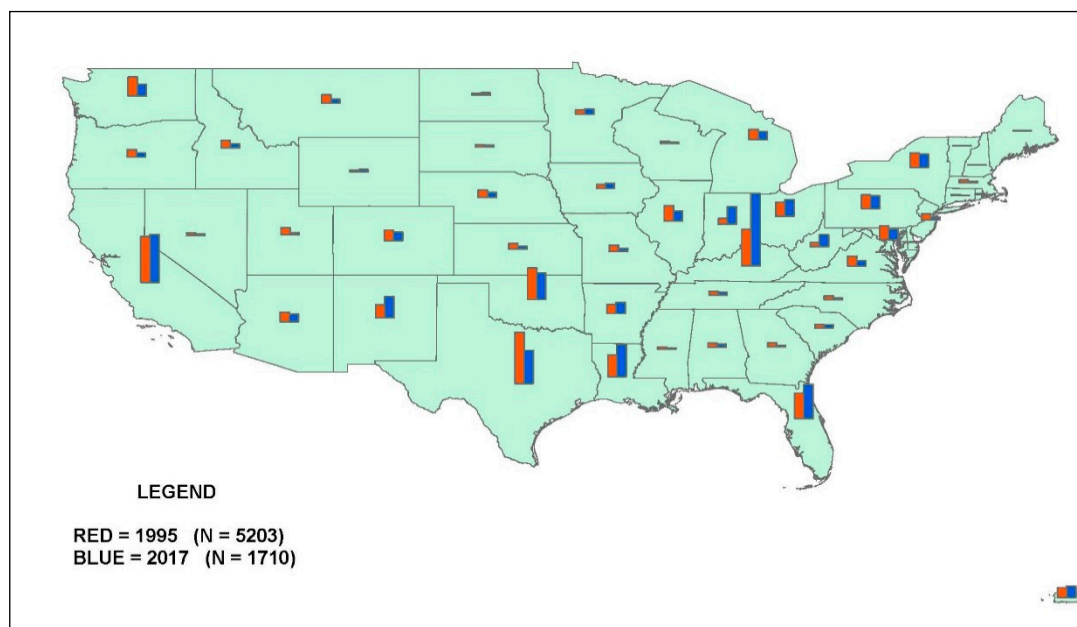 LEGEND
RED = 1995 (N = 5203)
BLUE = 2017 (N = 1710)